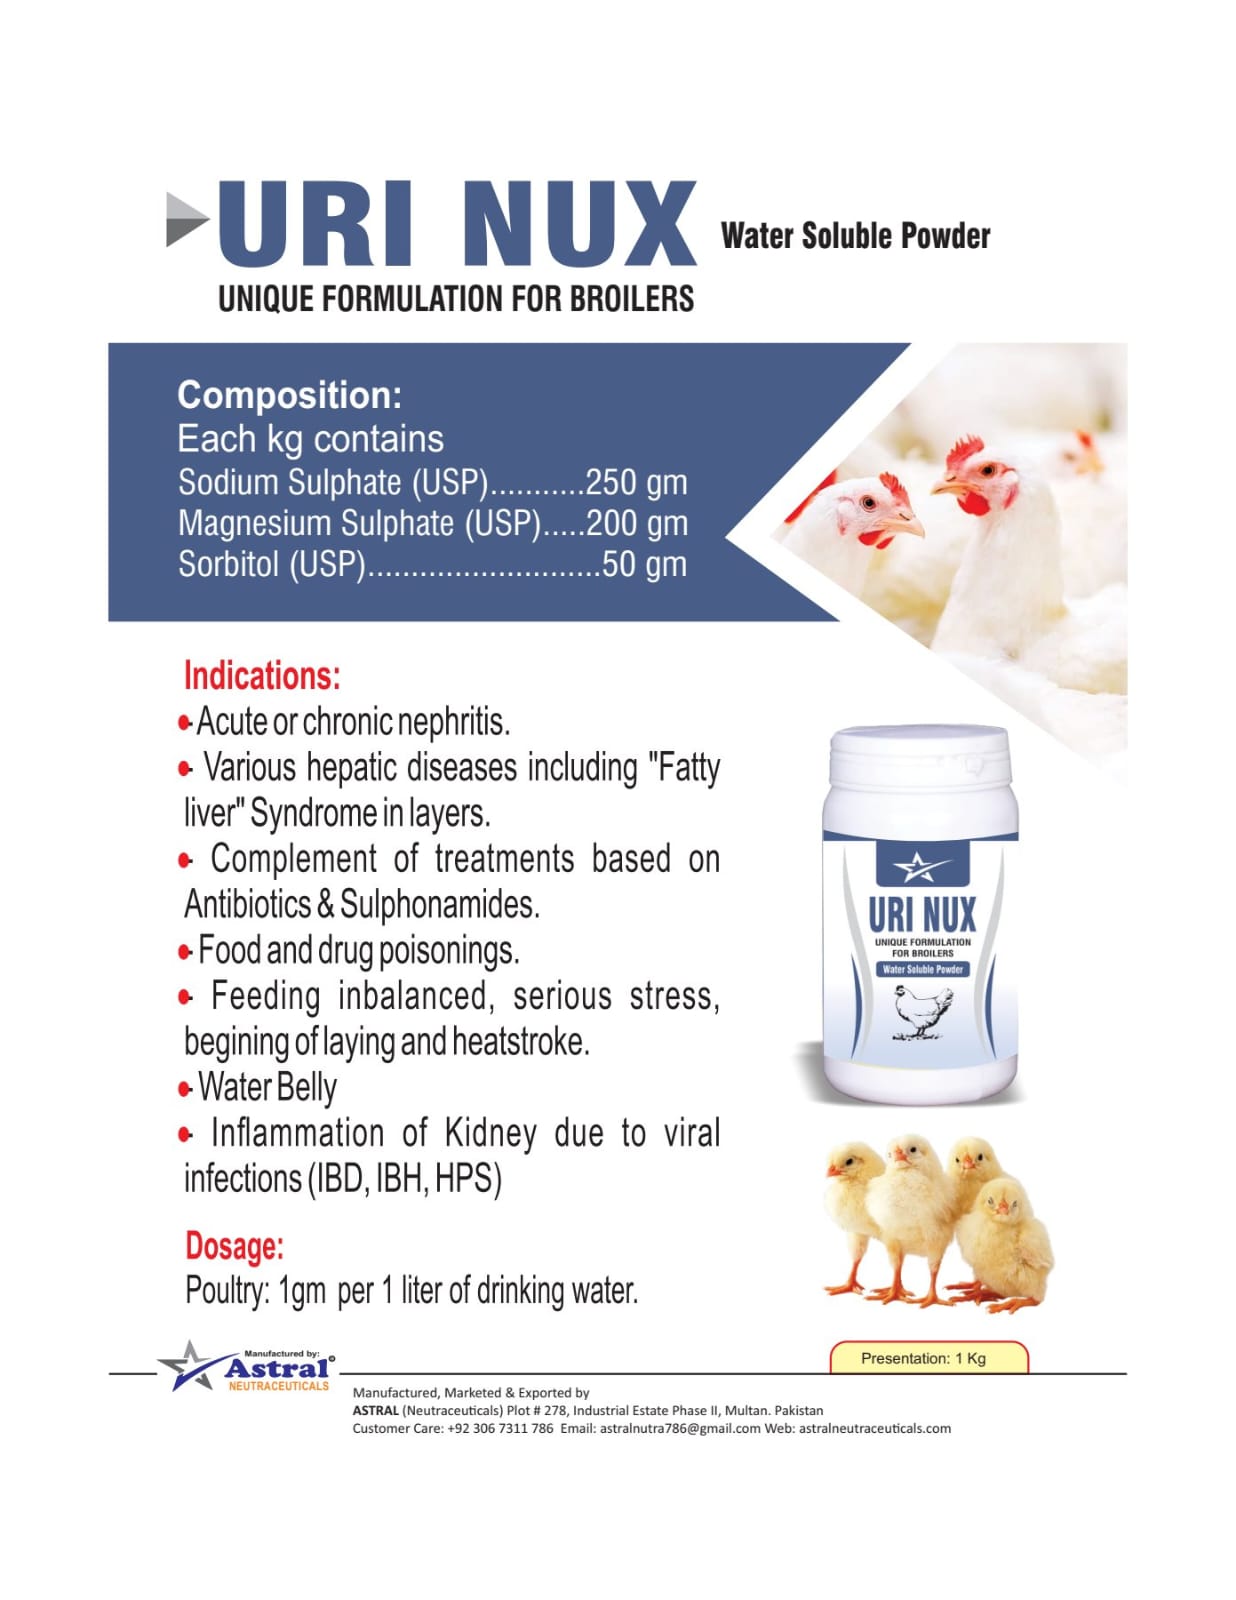 URI NUX Water Soluble Powder
UNIQUE FORMULATION FOR BROILERS
Composition:
Each kg contains
Sodium Sulphate (USP)...........250 gm
Magnesium Sulphate (USP).....200 gm
Sorbitol (USP)...........................50 gm
Indications:
- Acute or chronic nephritis.
- Various hepatic diseases including "Fatty
liver" Syndrome in layers.
- Complement of treatments based on
Antibiotics & Sulphonamides.
- Food and drug poisonings.
- Feeding inbalanced, serious stress,
begining of laying and heatstroke.
- Water Belly
- Inflammation of Kidney due to viral
infections (IBD, IBH, HPS)
Dosage:
Poultry: 1gm per 1 liter of drinking water.
URI NUX
UNIQUE FORMULATION
FOR BROILERS
Water Soluble Powder
Presentation: 1 Kg
Manufactured by:
Astral®
NEUTRACEUTICALS
Manufactured, Marketed & Exported by
ASTRAL (Neutraceuticals) Plot # 278, Industrial Estate Phase II, Multan. Pakistan
Customer Care: +92 306 7311 786 Email: astralnutra786@gmail.com Web: astralneutraceuticals.com